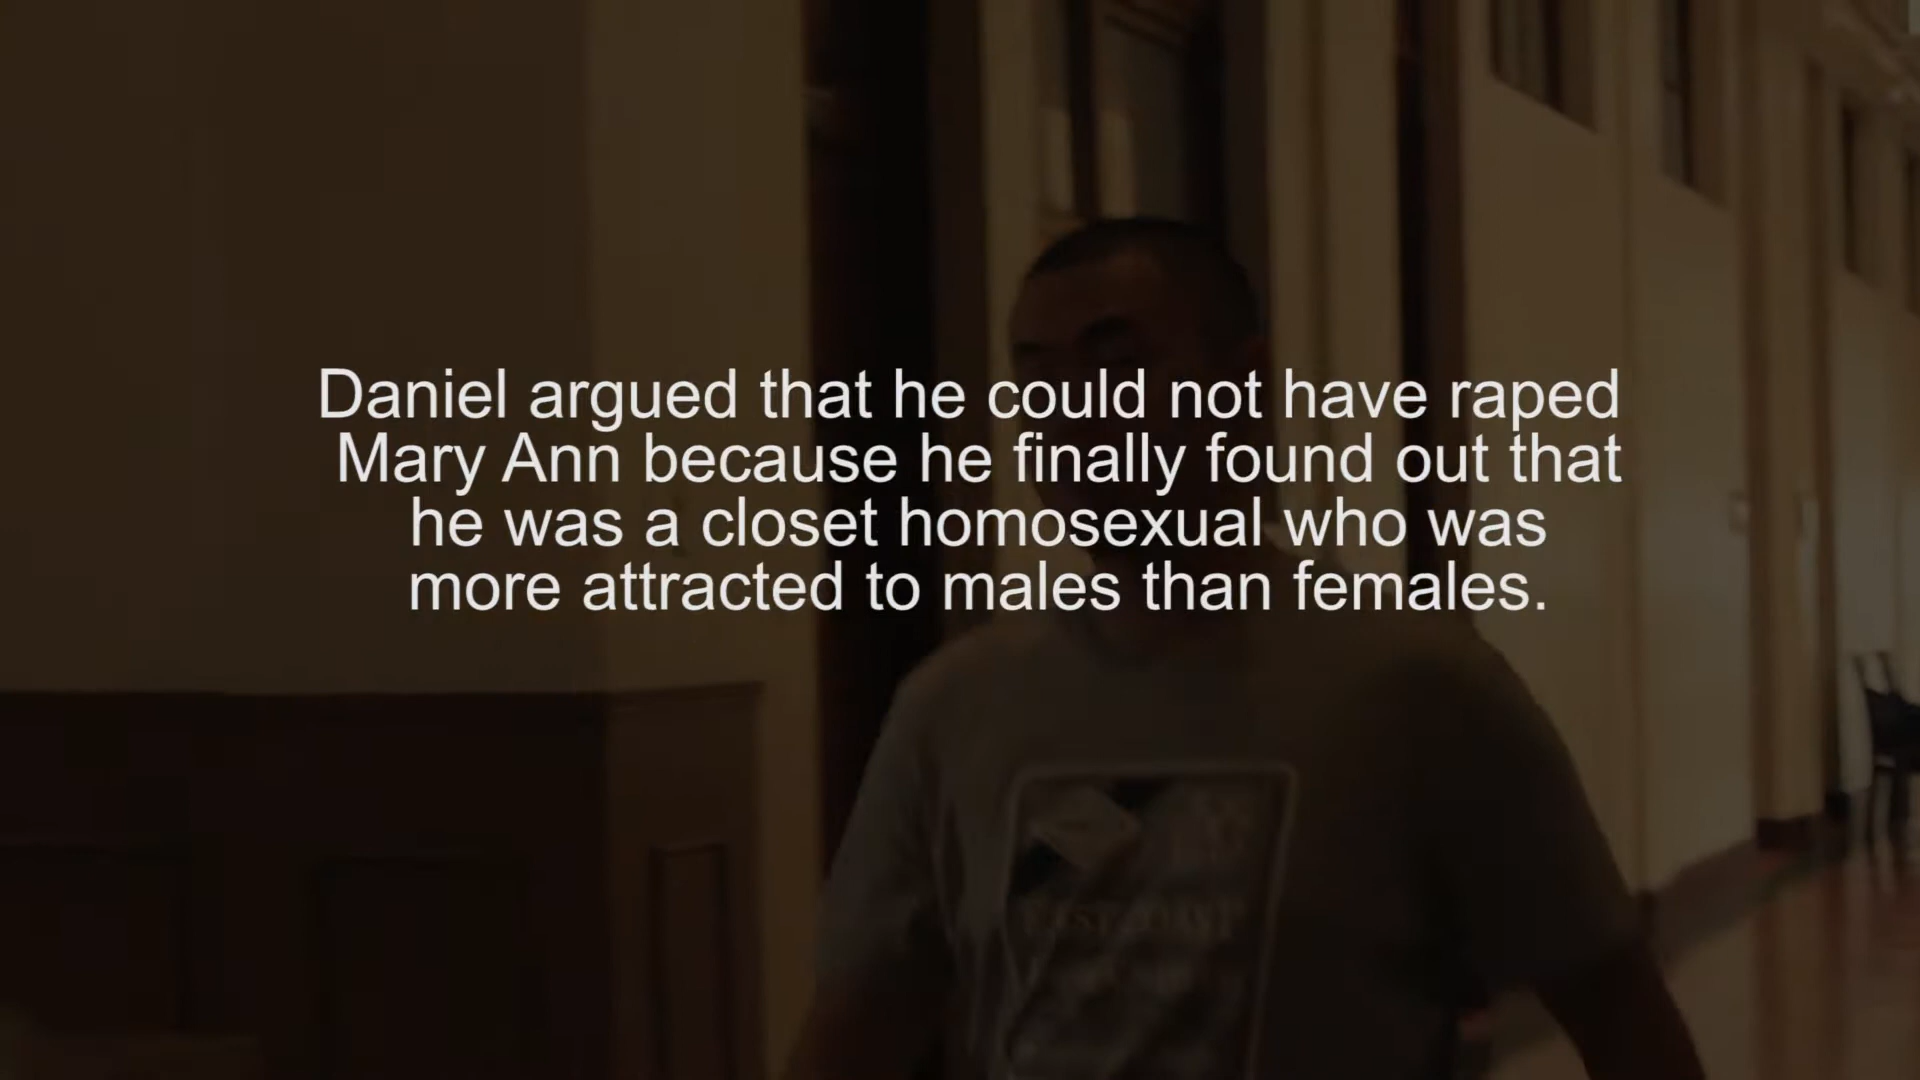 Daniel argued that he could not have raped
Mary Ann because he finally found out that
he was a closet homosexual who was
more attracted to males than females.